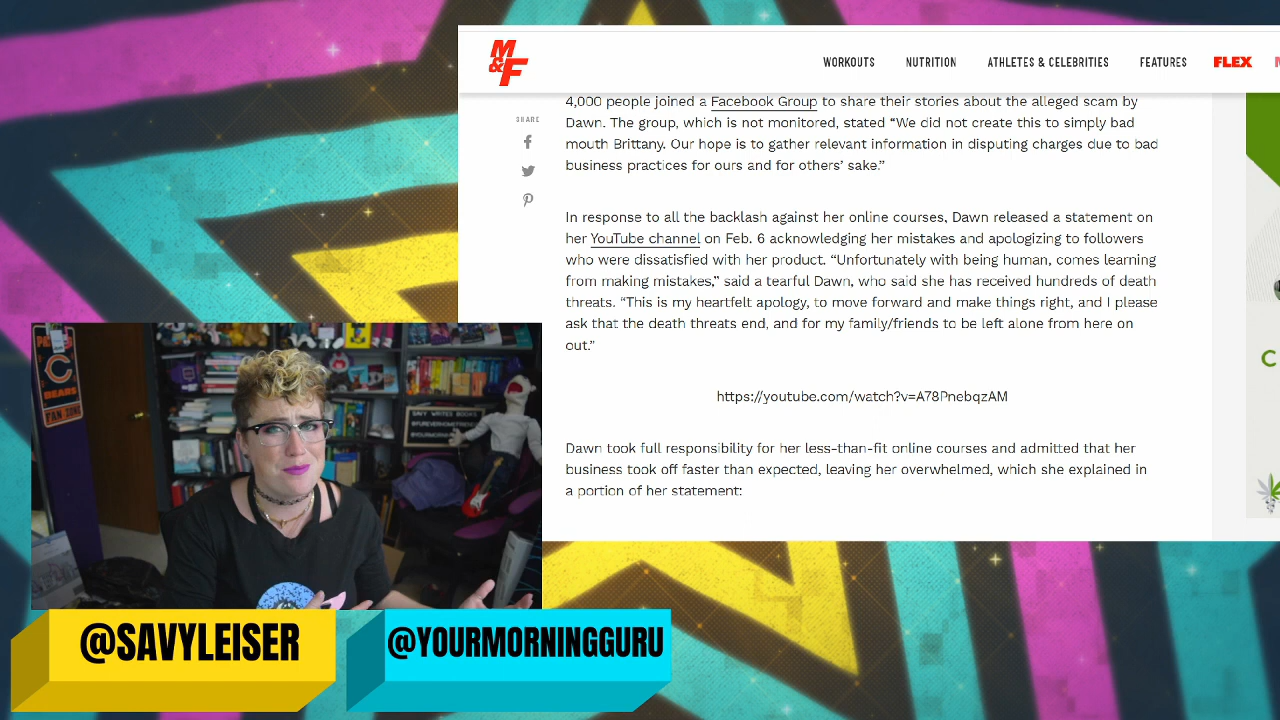 M&F
WORKOUTS NUTRITION ATHLETES & CELEBRITIES FEATURES FLEX
SHARE
4,000 people joined a Facebook Group to share their stories about the alleged scam by
Dawn. The group, which is not monitored, stated “We did not create this to simply bad
mouth Brittany. Our hope is to gather relevant information in disputing charges due to bad
business practices for ours and for others’ sake.”
In response to all the backlash against her online courses, Dawn released a statement on
her YouTube channel on Feb. 6 acknowledging her mistakes and apologizing to followers
who were dissatisfied with her product. “Unfortunately with being human, comes learning
from making mistakes,” said a tearful Dawn, who said she has received hundreds of death
threats. “This is my heartfelt apology, to move forward and make things right, and I please
ask that the death threats end, and for my family/friends to be left alone from here on
out.”
https://youtube.com/watch?v=A78PnebqzAM
Dawn took full responsibility for her less-than-fit online courses and admitted that her
business took off faster than expected, leaving her overwhelmed, which she explained in
a portion of her statement:
C
BEARS
FAN ZONE
SAVY WRITES BOOKS
@SAVYLEISER
@YOURMORNINGGURU